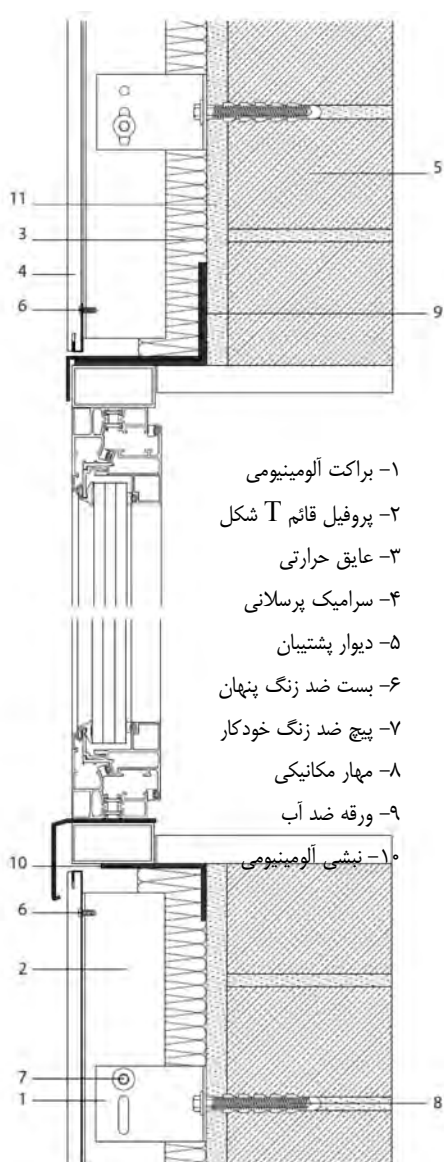 11
3
4
6
5
9
۱- براکت آلومینیومی
۲- پروفیل قائم T شکل
۳- عایق حرارتی
۴- سرامیک پرسلانی
۵- دیوار پشتیبان
۶- بست ضد زنگ پنهان
۷- پیچ ضد زنگ خودکار
۸- مهار مکانیکی
۹- ورقه ضد آب
۱۰- نبشی آلومینیومی
10
6
2
7
1
8